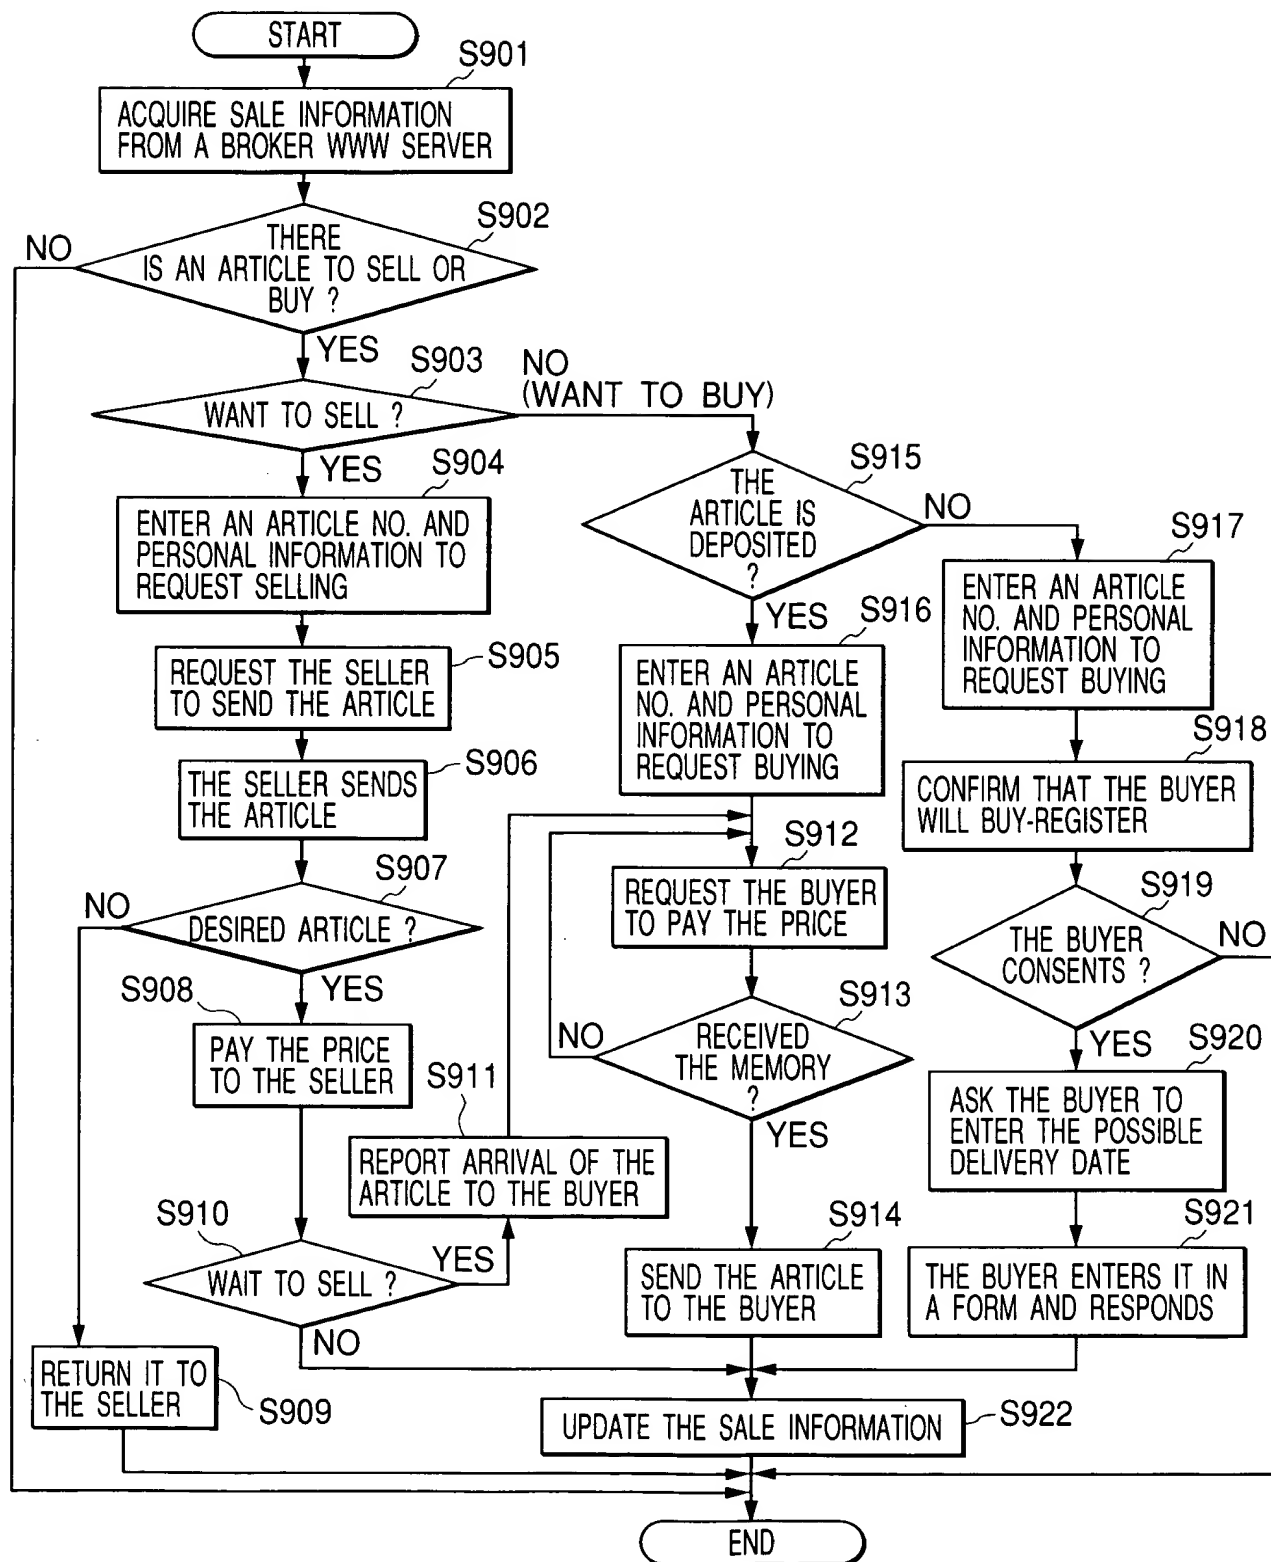 START
S901
ACQUIRE SALE INFORMATION
FROM A BROKER WWW SERVER
S902
NO
THERE
IS AN ARTICLE TO SELL OR
BUY ?
YES
S903
NO
(WANT TO BUY)
WANT TO SELL ?
YES
S904
ENTER AN ARTICLE NO. AND
PERSONAL INFORMATION TO
REQUEST SELLING
S905
REQUEST THE SELLER
TO SEND THE ARTICLE
S906
THE SELLER SENDS
THE ARTICLE
S907
NO
DESIRED ARTICLE ?
YES
S908
PAY THE PRICE
TO THE SELLER
S911
REPORT ARRIVAL OF THE
ARTICLE TO THE BUYER
S910
WAIT TO SELL ?
YES
NO
RETURN IT TO
THE SELLER
S909
S915
THE
ARTICLE IS
DEPOSITED
?
NO
YES
S916
ENTER AN ARTICLE
NO. AND PERSONAL
INFORMATION TO
REQUEST BUYING
S912
REQUEST THE BUYER
TO PAY THE PRICE
S913
NO
RECEIVED
THE MEMORY
?
YES
S914
SEND THE ARTICLE
TO THE BUYER
S917
ENTER AN ARTICLE
NO. AND PERSONAL
INFORMATION TO
REQUEST BUYING
S918
CONFIRM THAT THE BUYER
WILL BUY-REGISTER
S919
THE BUYER
CONSENTS ?
NO
YES
S920
ASK THE BUYER TO
ENTER THE POSSIBLE
DELIVERY DATE
S921
THE BUYER ENTERS IT IN
A FORM AND RESPONDS
UPDATE THE SALE INFORMATION
S922
END